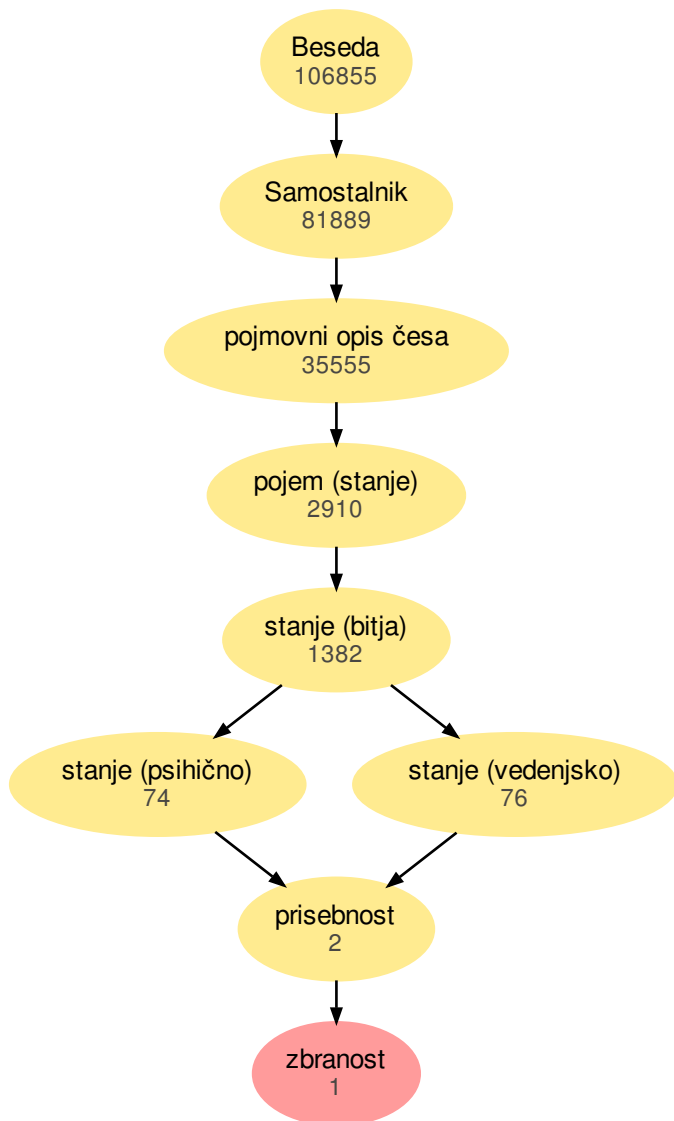 Beseda
106855
Samostalnik
81889
pojmovni opis česa
35555
pojem (stanje)
2910
stanje (bitja)
1382
stanje (psihično)
74
stanje (vedenjsko)
76
prisebnost
2
zbranost
1